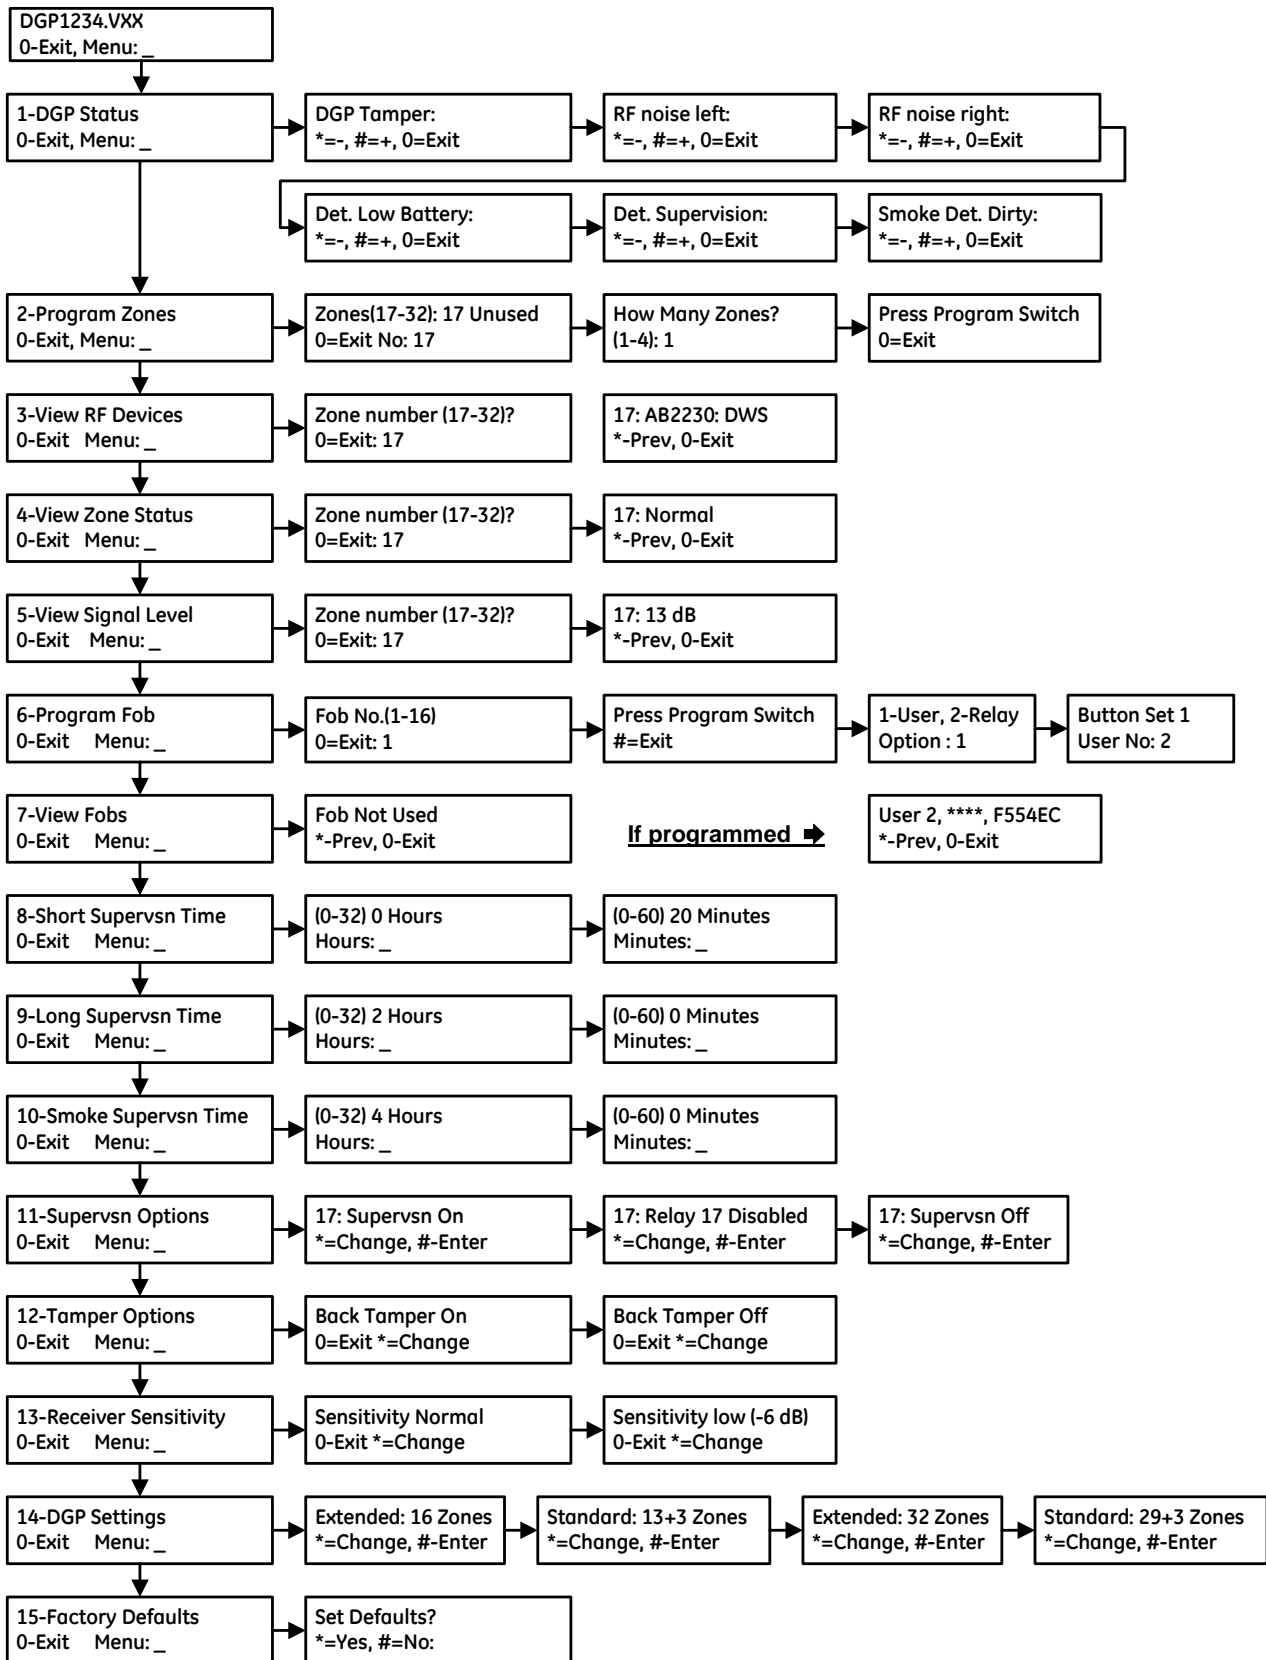 DGP1234.VXX
0-Exit, Menu: _
1-DGP Status
0-Exit, Menu: _
DGP Tamper:
*=-, #=+, 0=Exit
RF noise left:
*=-, #=+, 0=Exit
RF noise right:
*=-, #=+, 0=Exit
Det. Low Battery:
*=-, #=+, 0=Exit
Det. Supervision:
*=-, #=+, 0=Exit
Smoke Det. Dirty:
*=-, #=+, 0=Exit
2-Program Zones
0-Exit, Menu: _
Zones(17-32): 17 Unused
0=Exit No: 17
How Many Zones?
(1-4): 1
Press Program Switch
0=Exit
3-View RF Devices
0-Exit Menu: _
Zone number (17-32)?
0=Exit: 17
17: AB2230: DWS
*-Prev, 0-Exit
4-View Zone Status
0-Exit Menu: _
Zone number (17-32)?
0=Exit: 17
17: Normal
*-Prev, 0-Exit
5-View Signal Level
0-Exit Menu: _
Zone number (17-32)?
0=Exit: 17
17: 13 dB
*-Prev, 0-Exit
6-Program Fob
0-Exit Menu: _
Fob No.(1-16)
0=Exit: 1
Press Program Switch
#=Exit
1-User, 2-Relay
Option : 1
Button Set 1
User No: 2
7-View Fobs
0-Exit Menu: _
Fob Not Used
*-Prev, 0-Exit
If programmed
User 2, ****, F554EC
*-Prev, 0-Exit
8-Short Supervsn Time
0-Exit Menu: _
(0-32) 0 Hours
Hours: _
(0-60) 20 Minutes
Minutes: _
9-Long Supervsn Time
0-Exit Menu: _
(0-32) 2 Hours
Hours: _
(0-60) 0 Minutes
Minutes: _
10-Smoke Supervsn Time
0-Exit Menu: _
(0-32) 4 Hours
Hours: _
(0-60) 0 Minutes
Minutes: _
11-Supervsn Options
0-Exit Menu: _
17: Supervsn On
*=Change, #-Enter
17: Relay 17 Disabled
*=Change, #-Enter
17: Supervsn Off
*=Change, #-Enter
12-Tamper Options
0-Exit Menu: _
Back Tamper On
0=Exit *=Change
Back Tamper Off
0=Exit *=Change
13-Receiver Sensitivity
0-Exit Menu: _
Sensitivity Normal
0-Exit *=Change
Sensitivity low (-6 dB)
0-Exit *=Change
14-DGP Settings
0-Exit Menu: _
Extended: 16 Zones
*=Change, #-Enter
Standard: 13+3 Zones
*=Change, #-Enter
Extended: 32 Zones
*=Change, #-Enter
Standard: 29+3 Zones
*=Change, #-Enter
15-Factory Defaults
0-Exit Menu: _
Set Defaults?
*=Yes, #=No: